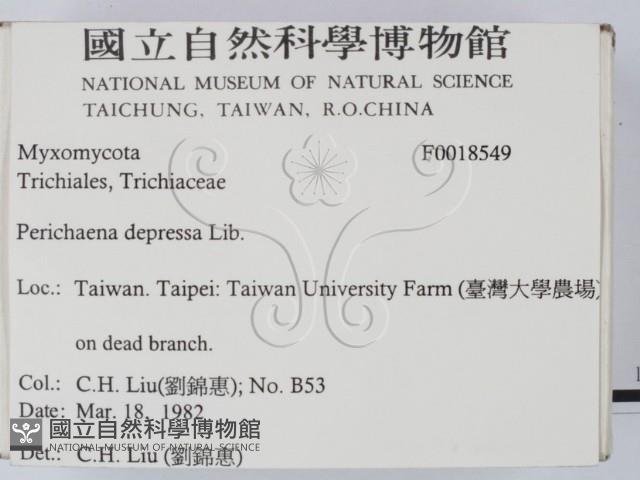 國立自然科學博物館
NATIONAL MUSEUM OF NATURAL SCIENCE
TAICHUNG, TAIWAN, R.O.CHINA
Myxomycota F0018549
Trichiales, Trichiaceae
Perichaena depressa Lib.
Loc.: Taiwan. Taipei: Taiwan University Farm (臺灣大學農場)
on dead branch.
Col.: C.H. Liu(劉錦惠); No. B53
Date: Mar. 18, 1982
國立自然科學博物館
NATIONAL MUSEUM OF NATURAL SCIENCE
Det.: C.H. Liu (劉錦惠)